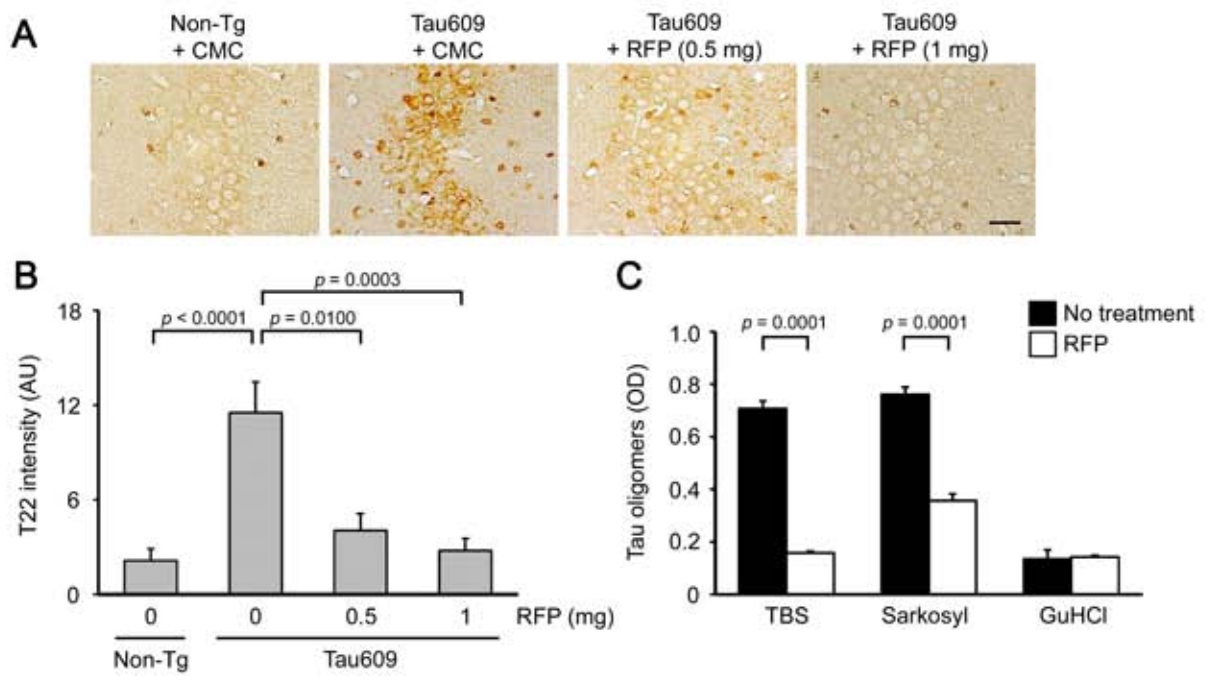 A
Non-Tg
+ CMC
Tau609
+ CMC
Tau609
+ RFP (0.5 mg)
Tau609
+ RFP (1 mg)
B
T22 intensity (AU)
18
12
6
0
p < 0.0001
p = 0.0100
p = 0.0003
0 0 0.5 1 RFP (mg)
Non-Tg Tau609
C
No treatment
RFP
Tau oligomers (OD)
1.0
0.8
0.6
0.4
0.2
0
p = 0.0001 p = 0.0001
TBS Sarkosyl GuHCl